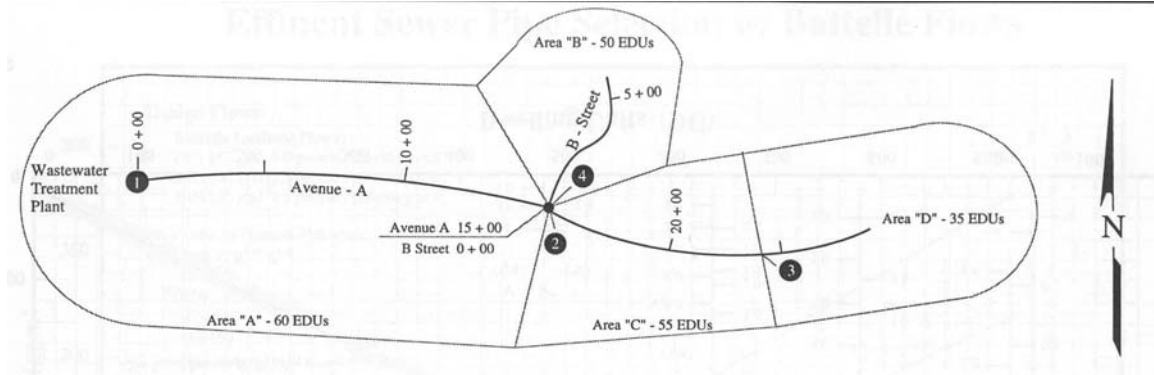 Area "B" - 50 EDUs
5 + 00
B - Street
0 + 00
10 + 00
Wastewater
Treatment
Plant
1
Avenue - A
4
Avenue A 15 + 00
B Street 0 + 00
2
20 + 00
3
Area "D" - 35 EDUs
N
Area "A" - 60 EDUs
Area "C" - 55 EDUs